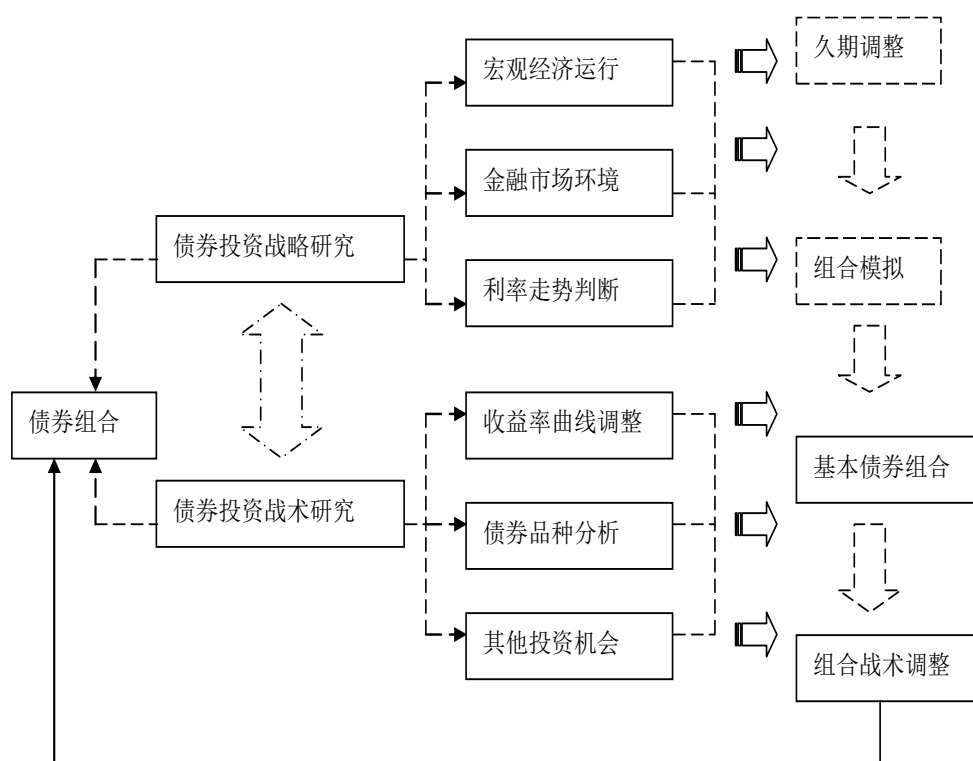 宏观经济运行
久期调整
金融市场环境
债券投资战略研究
组合模拟
利率走势判断
债券组合
收益率曲线调整
基本债券组合
债券投资战术研究
债券品种分析
其他投资机会
组合战术调整